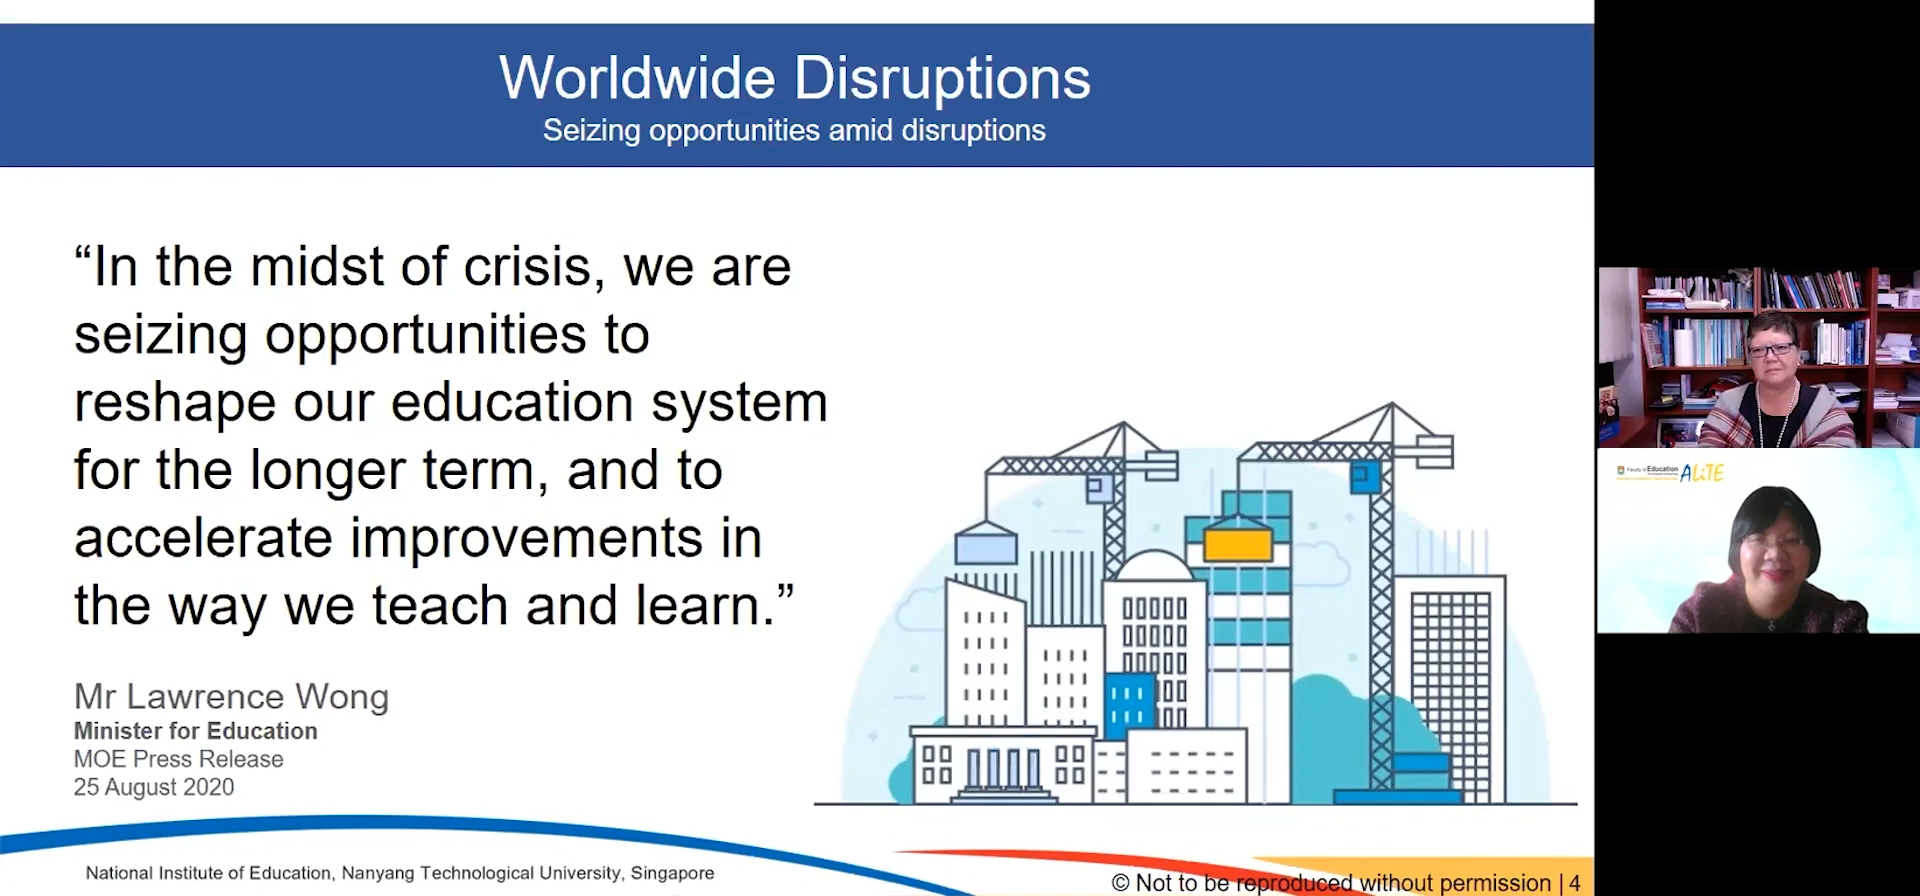 Worldwide Disruptions
Seizing opportunities amid disruptions
“In the midst of crisis, we are
seizing opportunities to
reshape our education system
for the longer term, and to
accelerate improvements in
the way we teach and learn.”
Mr Lawrence Wong
Minister for Education
MOE Press Release
25 August 2020
National Institute of Education, Nanyang Technological University, Singapore
© Not to be reproduced without permission | 4
Faculty of Education
ALiTE